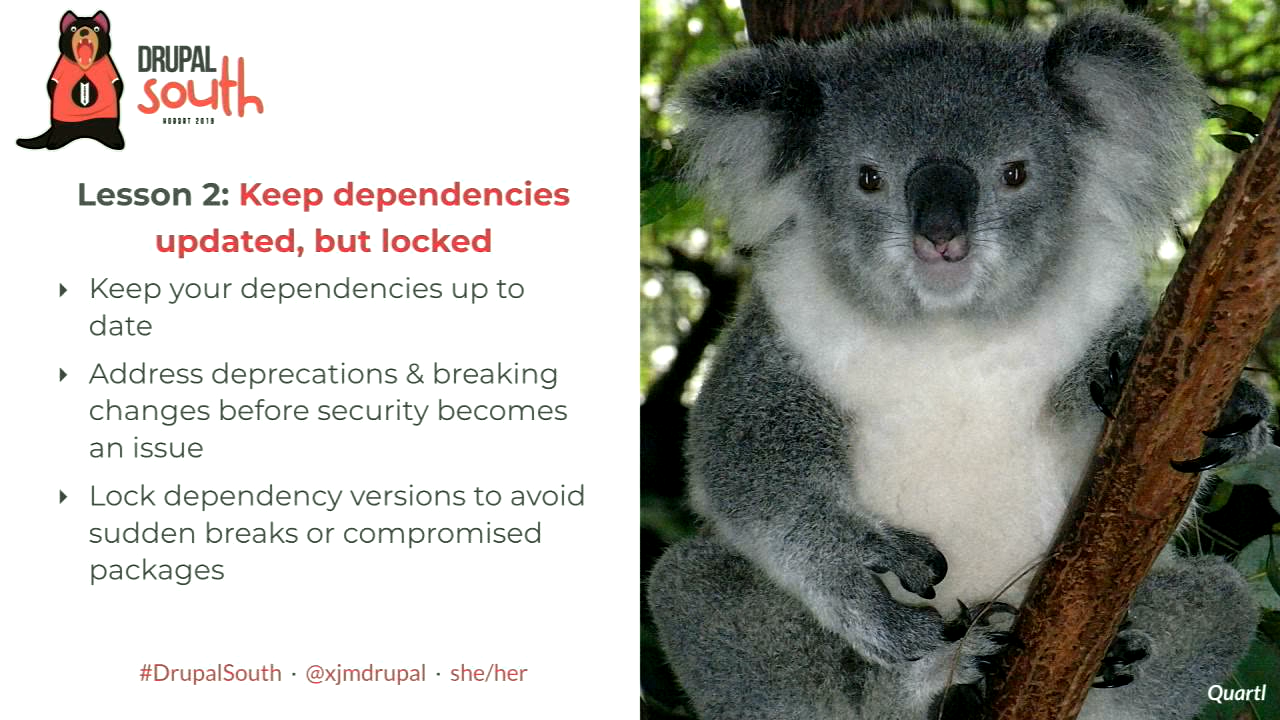 DRUPAL
south
HOBART 2019
Lesson 2: Keep dependencies
updated, but locked
Keep your dependencies up to
date
Address deprecations & breaking
changes before security becomes
an issue
Lock dependency versions to avoid
sudden breaks or compromised
packages
#DrupalSouth · @xjmdrupal · she/her
Quartl